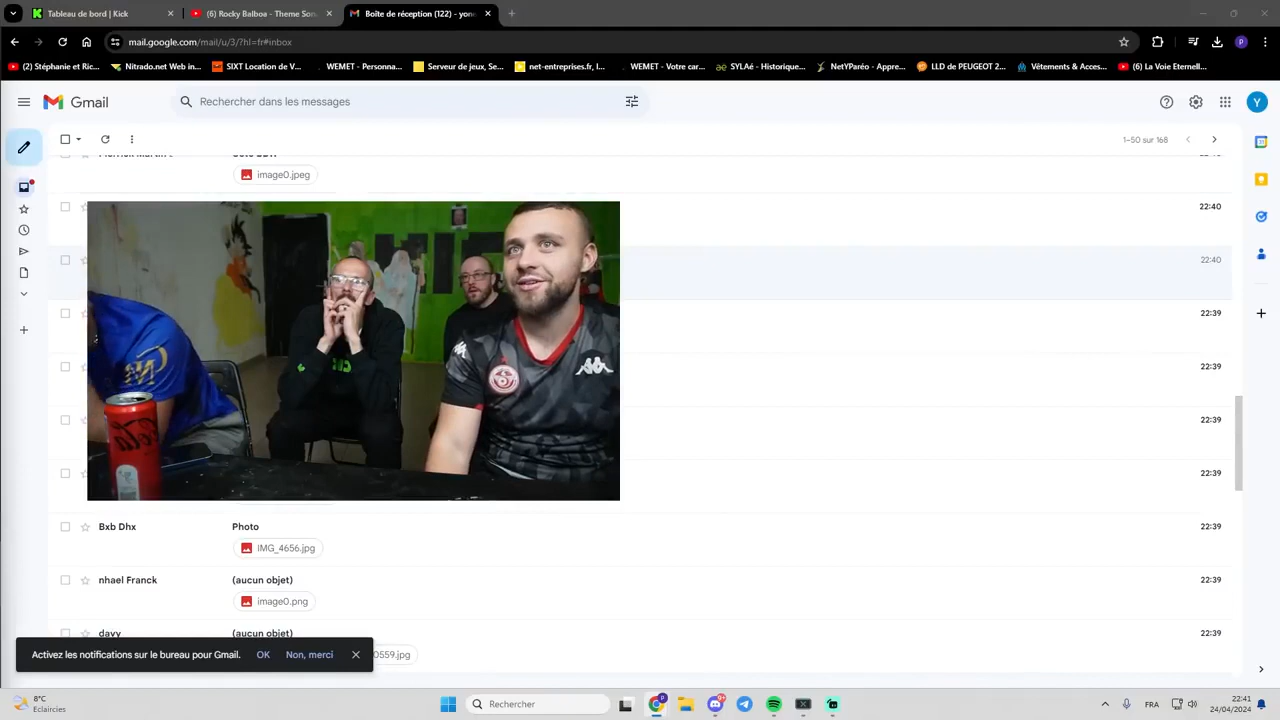 Tableau de bord | Kick
(6) Rocky Balboa - Theme Son
Boîte de réception (122) - yon
mail.google.com/mail/u/3/?hl=fr#inbox
(2) Stéphanie et Ric...
Nitrado.net Web in...
SIXT Location de V...
WEMET - Persona...
Serveur de jeux, Se...
net-entreprises.fr, l...
WEMET - Votre car...
SYLAé - Historique...
NetYParéo - Appre...
LLD de PEUGEOT 2...
Vêtements & Acces...
(1) La Voie Eternell...
Gmail
Rechercher dans les messages
Y
1–50 sur 168
image0.jpeg
22:40
22:40
22:39
22:39
22:39
22:39
Bxb Dhx
Photo
22:39
IMG_4656.jpg
nhael Franck
(aucun objet)
22:39
image0.png
davy
(aucun objet)
22:39
0559.jpg
Activez les notifications sur le bureau pour Gmail.
OK
Non, merci
8°C
Eclaircies
Rechercher
FRA
22:41
24/04/2024